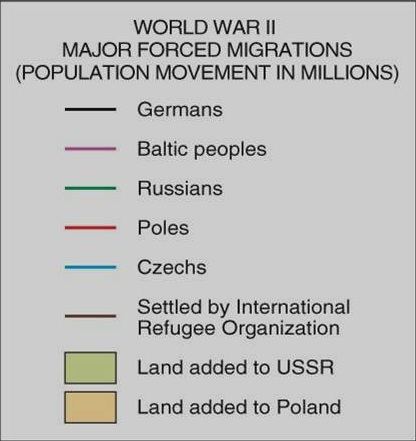 WORLD WAR II
MAJOR FORCED MIGRATIONS
(POPULATION MOVEMENT IN MILLIONS)
Germans
Baltic peoples
Russians
Poles
Czechs
Settled by International
Refugee Organization
Land added to USSR
Land added to Poland